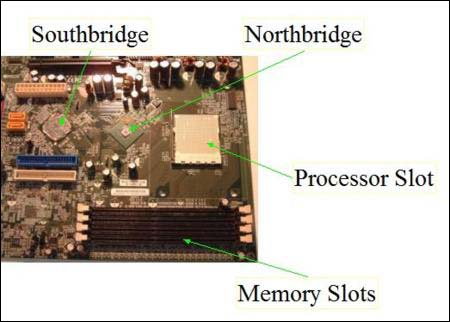 Southbridge
Northbridge
Processor Slot
Memory Slots